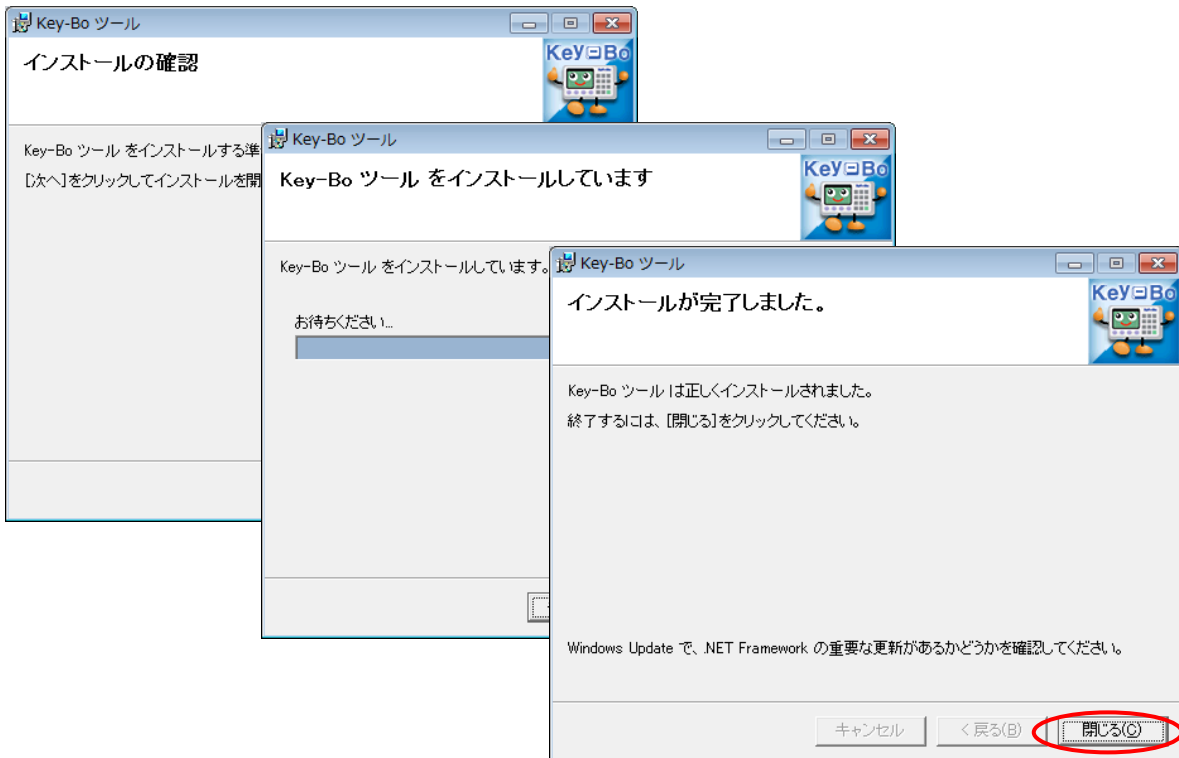 Key-Bo ツール
インストールの確認
Key-Bo
Key-Bo ツール をインストールする準
[次へ]をクリックしてインストールを開
Key-Bo ツール
Key-Bo ツール をインストールしています
Key-Bo
Key-Bo ツール をインストールしています。
お待ちください...
Key-Bo ツール
インストールが完了しました。
Key-Bo
Key-Bo ツール は正しくインストールされました。
終了するには、[閉じる]をクリックしてください。
Windows Update で、.NET Framework の重要な更新があるかどうかを確認してください。
キャンセル
< 戻る(B)
閉じる(C)